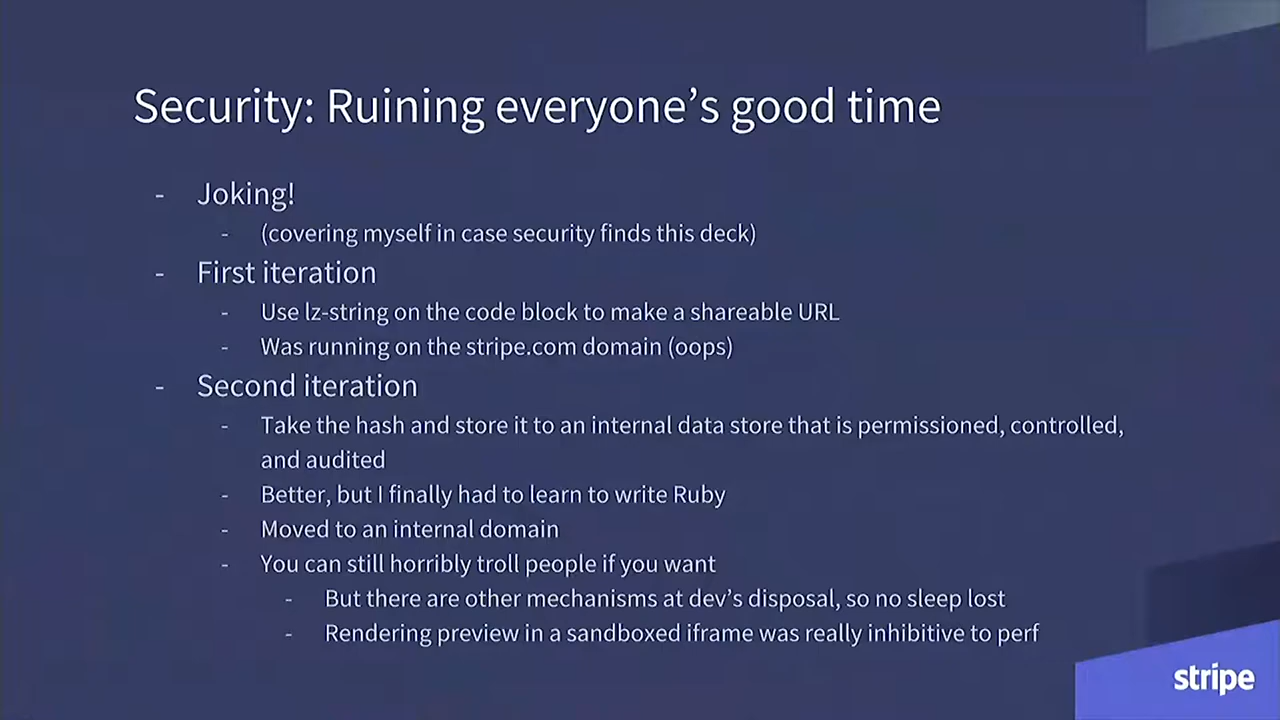 Security: Ruining everyone’s good time
- Joking!
- (covering myself in case security finds this deck)
- First iteration
- Use lz-string on the code block to make a shareable URL
- Was running on the stripe.com domain (oops)
- Second iteration
- Take the hash and store it to an internal data store that is permissioned, controlled,
and audited
- Better, but I finally had to learn to write Ruby
- Moved to an internal domain
- You can still horribly troll people if you want
- But there are other mechanisms at dev’s disposal, so no sleep lost
- Rendering preview in a sandboxed iframe was really inhibitive to perf
stripe